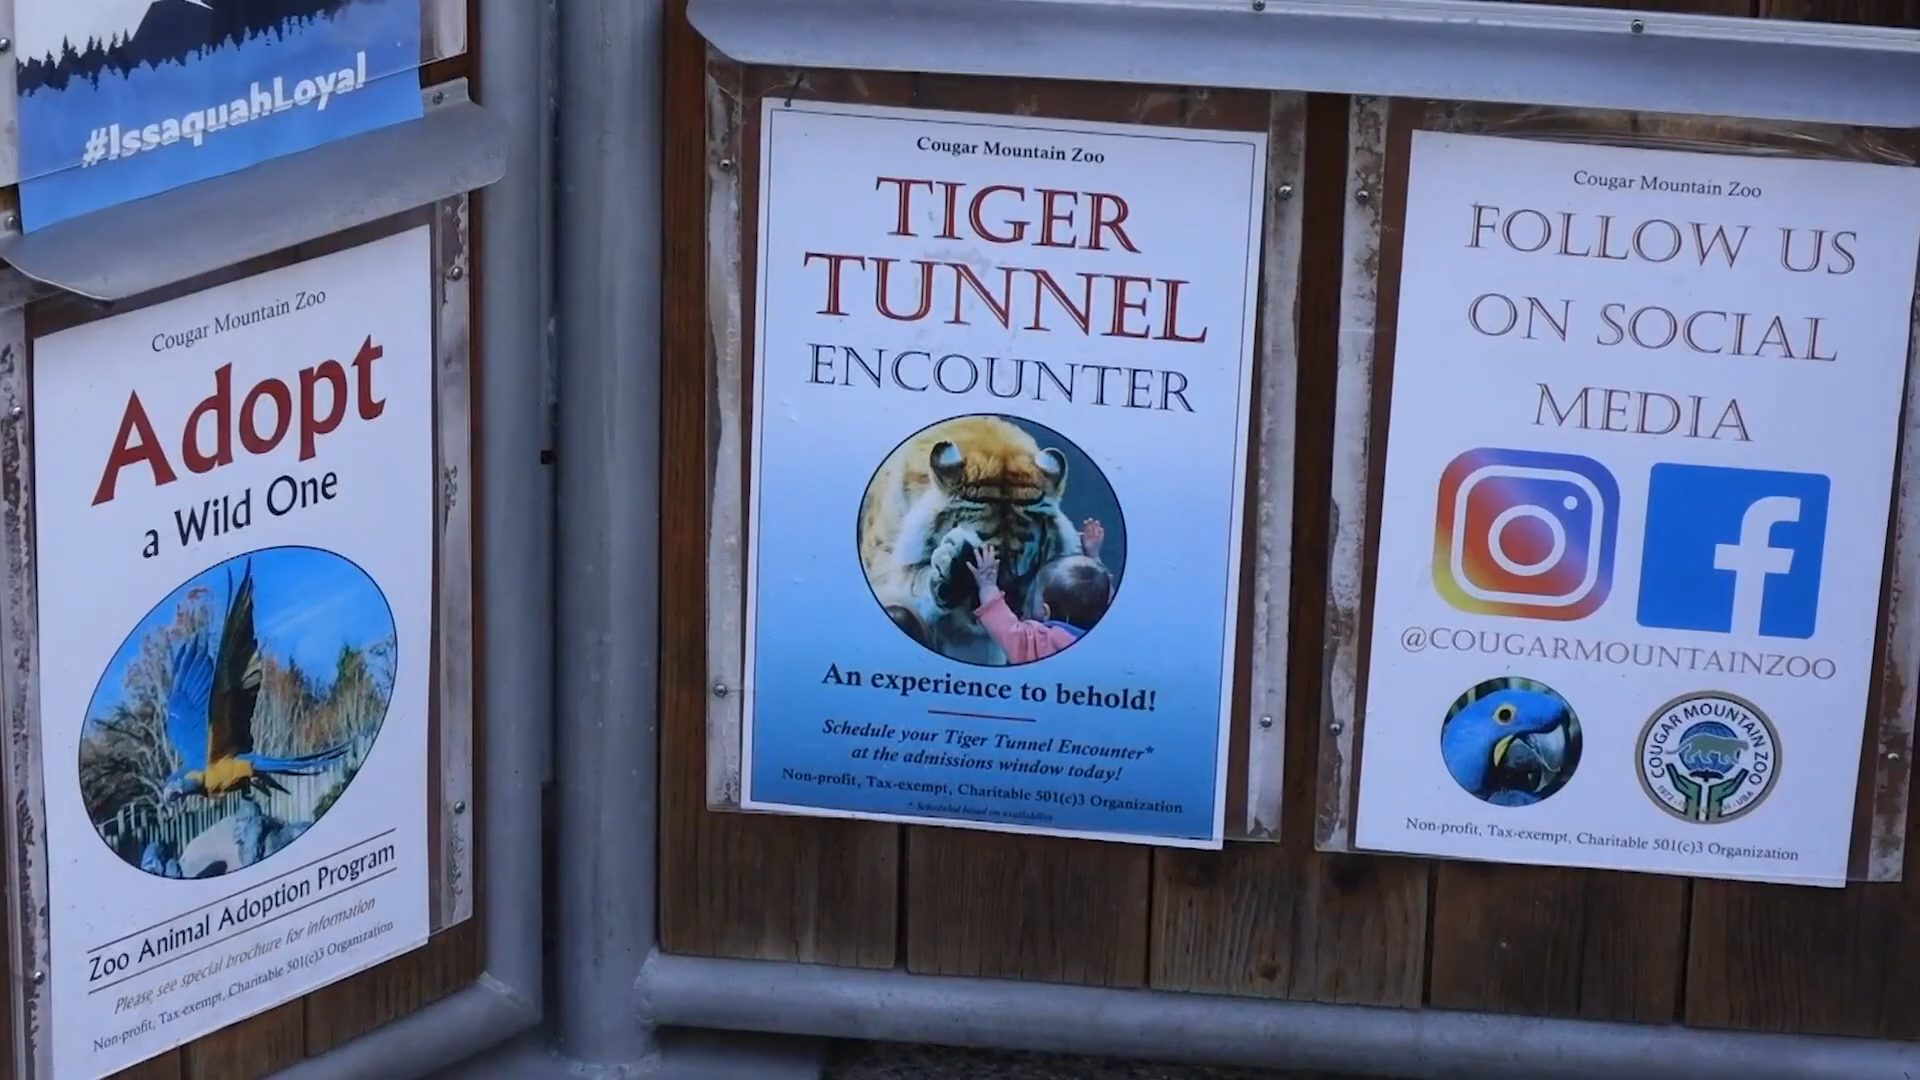 #IssaquahLoyal
Cougar Mountain Zoo
Adopt
a Wild One
Zoo Animal Adoption Program
Please see special brochure for information
Non-profit, Tax-exempt, Charitable 501(c)3 Organization
Cougar Mountain Zoo
TIGER
TUNNEL
ENCOUNTER
An experience to behold!
Schedule your Tiger Tunnel Encounter*
at the admissions window today!
Non-profit, Tax-exempt, Charitable 501(c)3 Organization
* Scheduled based on availability
Cougar Mountain Zoo
FOLLOW US
ON SOCIAL
MEDIA
@COUGARMOUNTAINZOO
COUGAR MOUNTAIN ZOO
Non-profit, Tax-exempt, Charitable 501(c)3 Organization